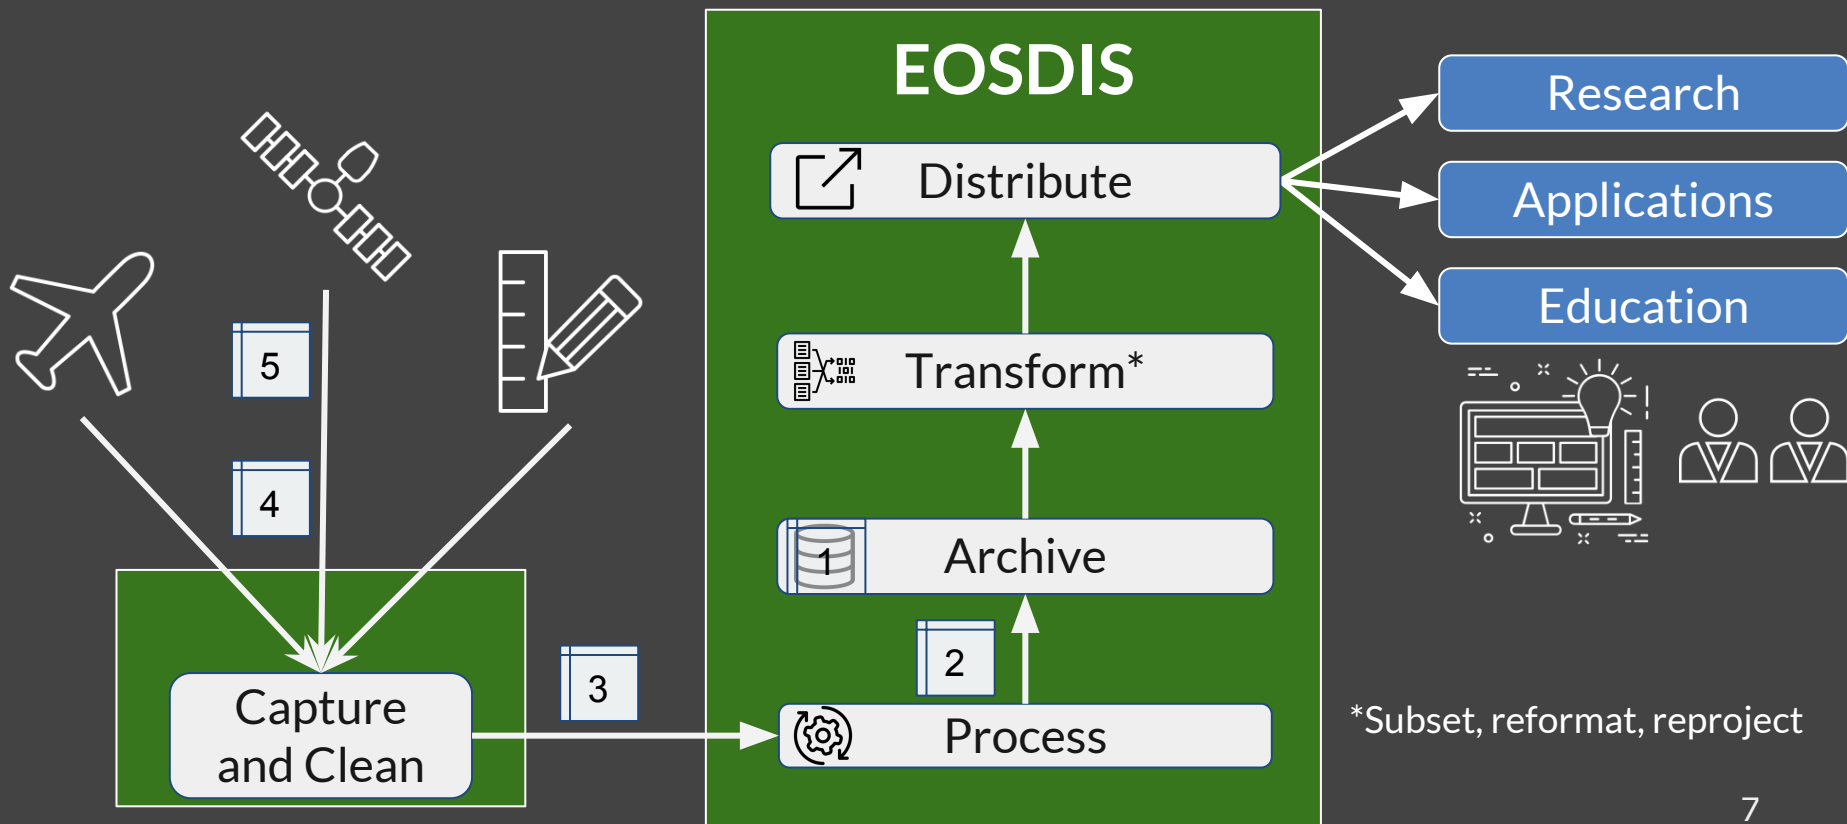 EOSDIS
Research
Distribute
Applications
Education
5
Transform*
4
1
Archive
2
3
Capture
and Clean
Process
*Subset, reformat, reproject
7